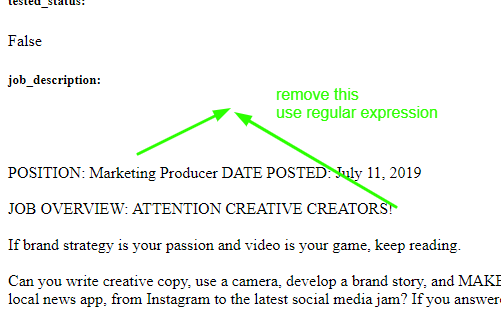 tested_status:
False
job_description:
remove this
use regular expression
POSITION: Marketing Producer DATE POSTED: July 11, 2019
JOB OVERVIEW: ATTENTION CREATIVE CREATORS!
If brand strategy is your passion and video is your game, keep reading.
Can you write creative copy, use a camera, develop a brand story, and MAKE
local news app, from Instagram to the latest social media jam? If you answere